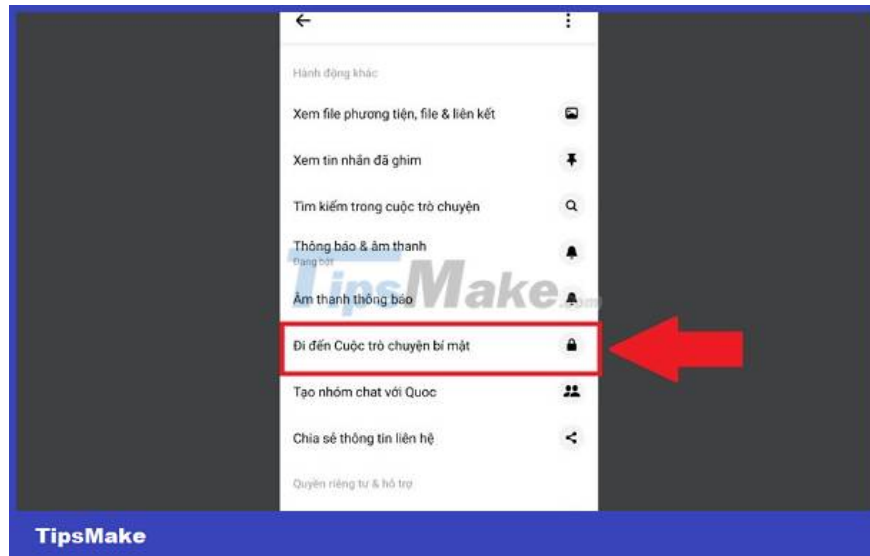 Hành động khác
Xem file phương tiện, file & liên kết
Xem tin nhắn đã ghim
Tìm kiếm trong cuộc trò chuyện
Thông báo & âm thanh
Đang bật
TipsMake.com
Âm thanh thông báo
Đi đến Cuộc trò chuyện bí mật
Tạo nhóm chat với Quoc
Chia sẻ thông tin liên hệ
Quyền riêng tư & hỗ trợ
TipsMake